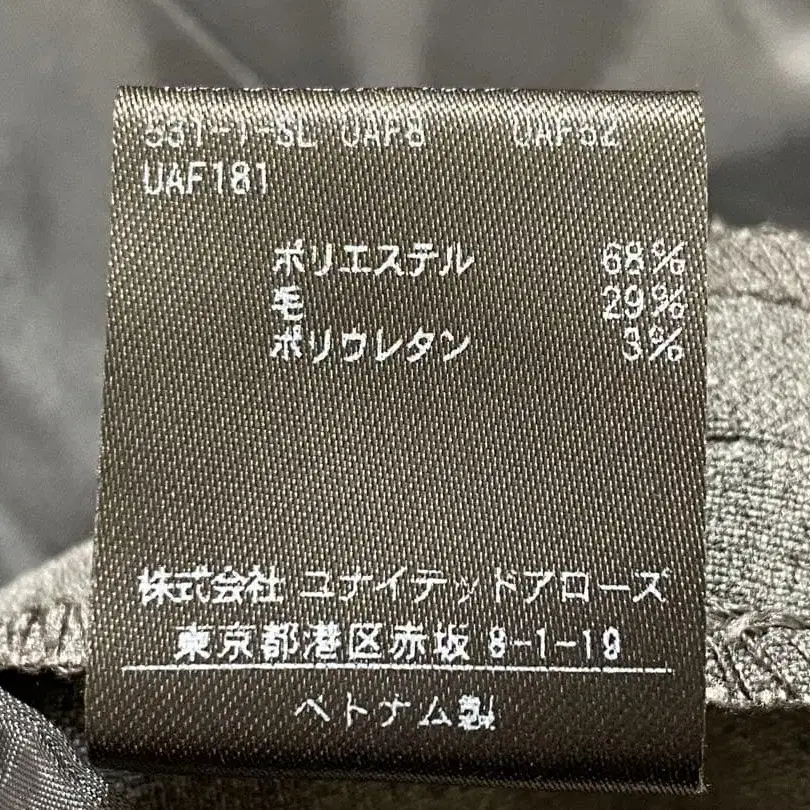 UAF181
ポリエステル 68%
毛 29%
ポリウレタン 3%
株式会社 ユナイテッドアローズ
東京都港区赤坂 8-1-19
ベトナム製